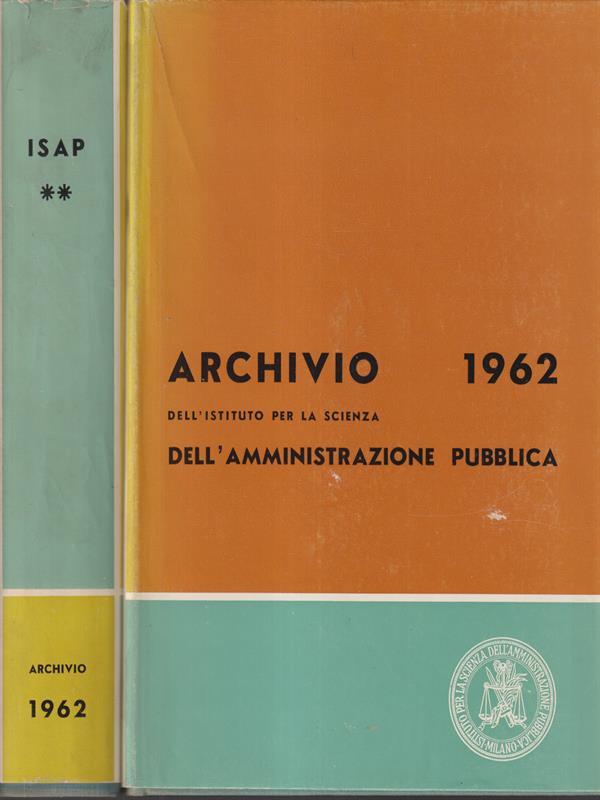 ISAP
**
ARCHIVIO
1962
ARCHIVIO 1962
DELL'ISTITUTO PER LA SCIENZA
DELL'AMMINISTRAZIONE PUBBLICA
ISTITUTO PER LA SCIENZA DELL'AMMINISTRAZIONE PUBBLICA
MILANO